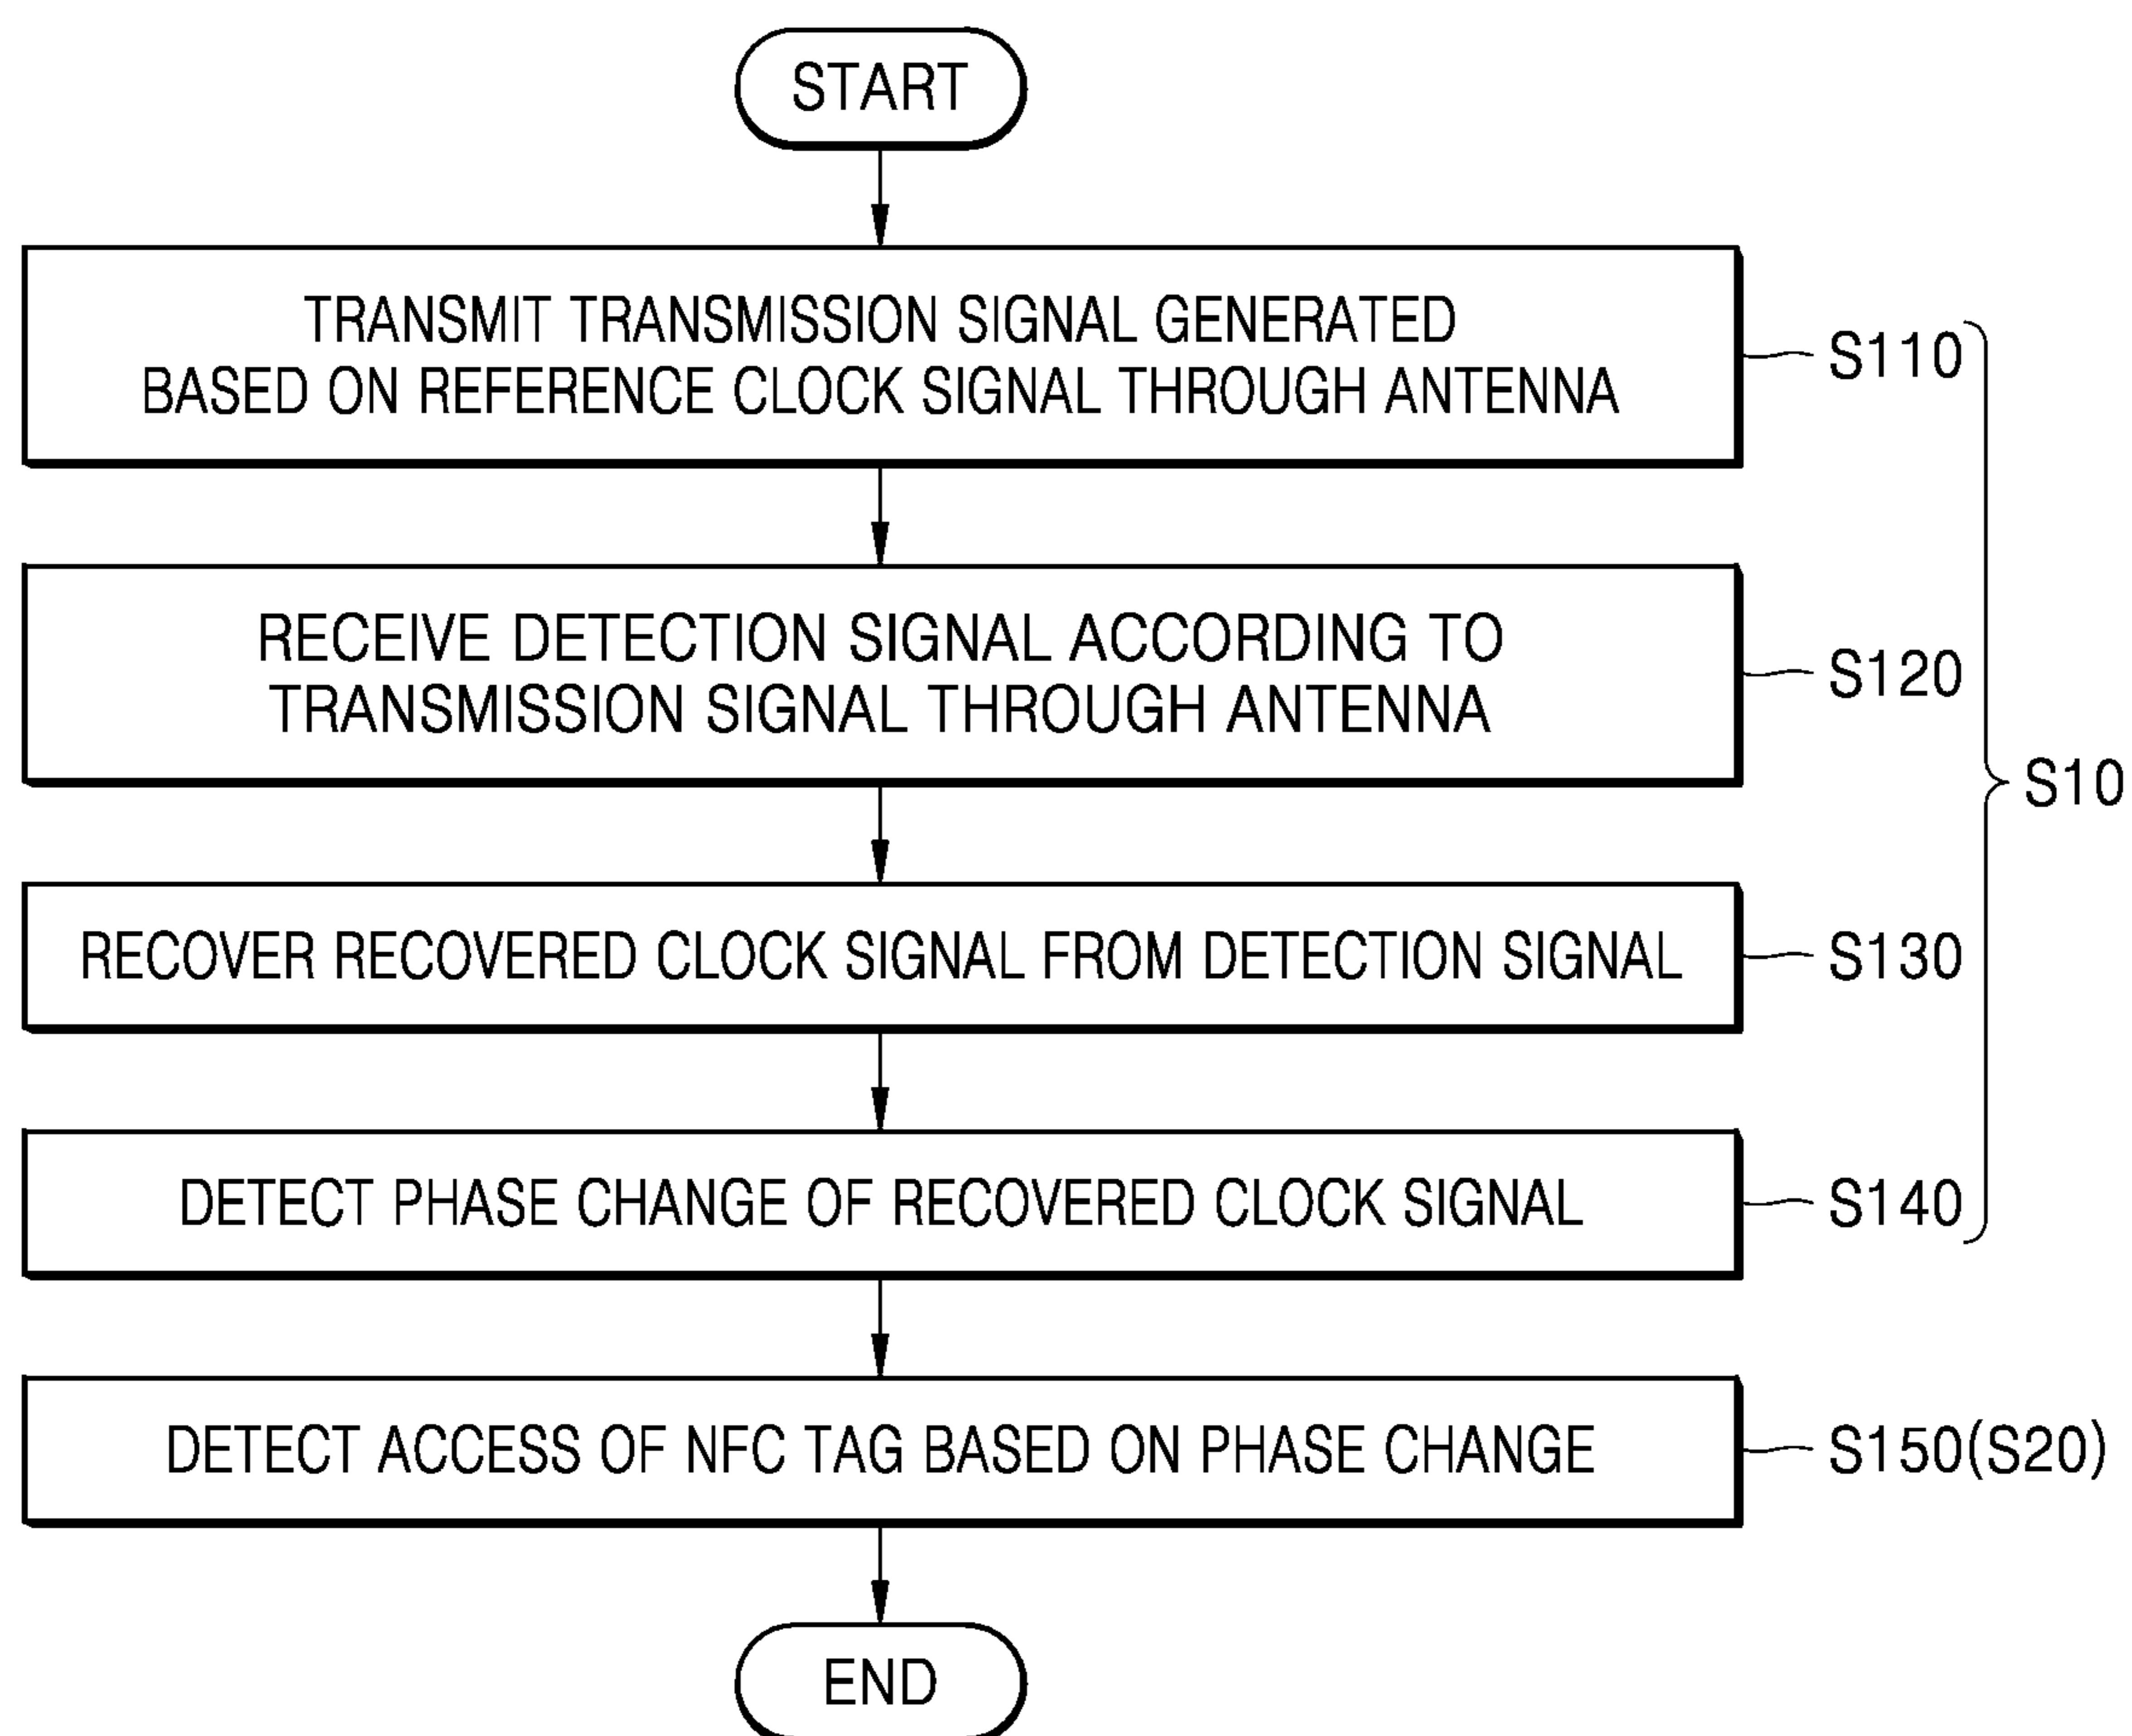 START
TRANSMIT TRANSMISSION SIGNAL GENERATED
BASED ON REFERENCE CLOCK SIGNAL THROUGH ANTENNA
S110
RECEIVE DETECTION SIGNAL ACCORDING TO
TRANSMISSION SIGNAL THROUGH ANTENNA
S120
S10
RECOVER RECOVERED CLOCK SIGNAL FROM DETECTION SIGNAL
S130
DETECT PHASE CHANGE OF RECOVERED CLOCK SIGNAL
S140
DETECT ACCESS OF NFC TAG BASED ON PHASE CHANGE
S150(S20)
END